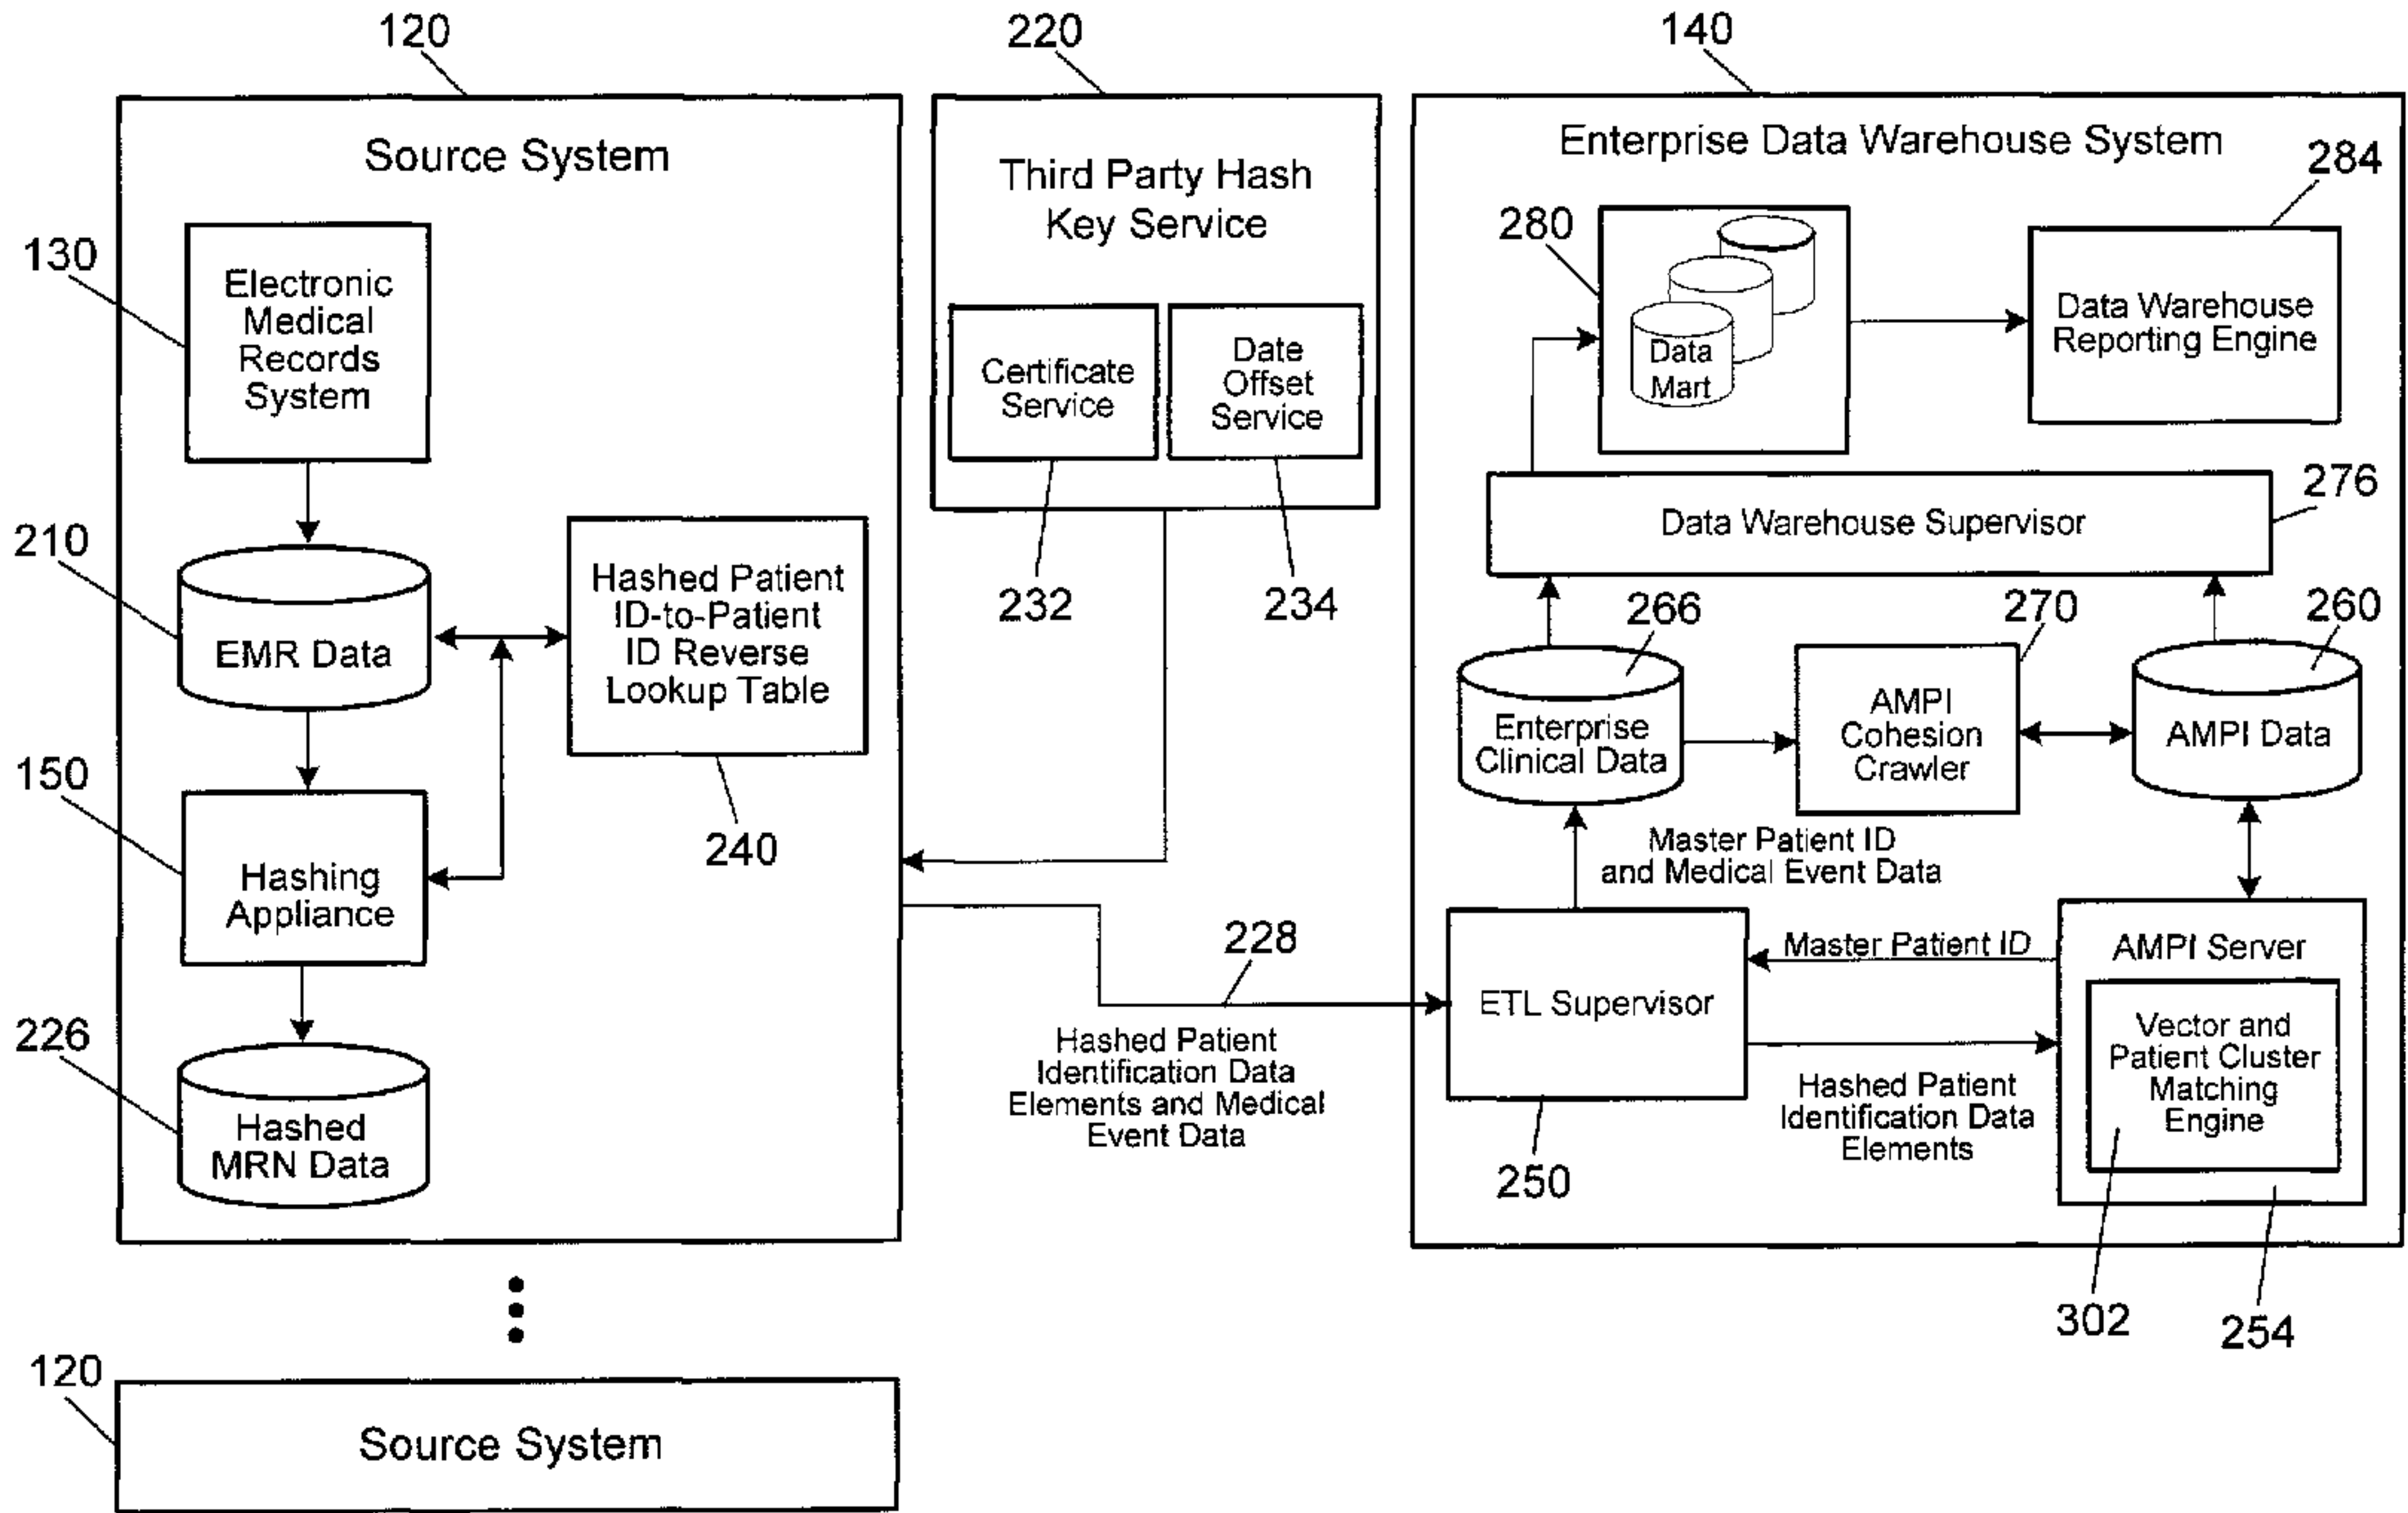 120
220
140
Source System
Third Party Hash
Key Service
Enterprise Data Warehouse System
284
130
Electronic
Medical
Records
System
280
Data
Mart
Data Warehouse
Reporting Engine
Certificate
Service
Date
Offset
Service
232
234
276
Data Warehouse Supervisor
210
EMR Data
Hashed Patient
ID-to-Patient
ID Reverse
Lookup Table
240
266
270
260
Enterprise
Clinical Data
AMPI
Cohesion
Crawler
AMPI Data
150
Hashing
Appliance
Master Patient ID
and Medical Event Data
228
Hashed Patient
Identification Data
Elements and Medical
Event Data
ETL Supervisor
250
Master Patient ID
Hashed Patient
Identification Data
Elements
AMPI Server
Vector and
Patient Cluster
Matching
Engine
302
254
226
Hashed
MRN Data
120
Source System